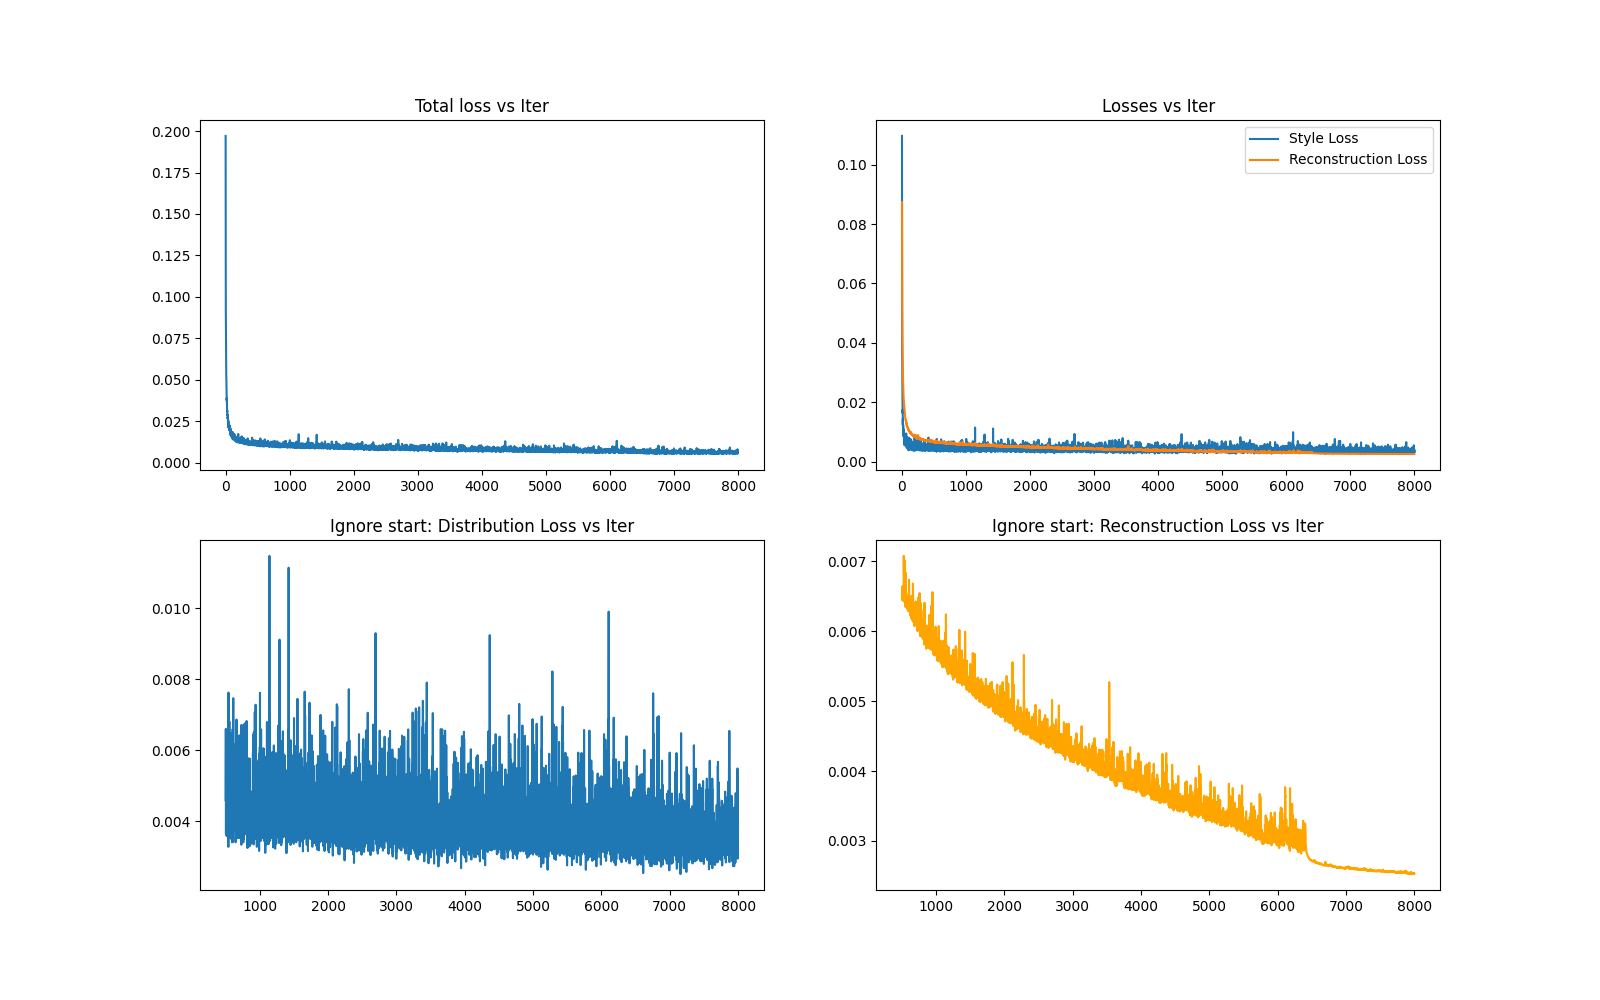 Total loss vs Iter
0.200
0.175
0.150
0.125
0.100
0.075
0.050
0.025
0.000
0 1000 2000 3000 4000 5000 6000 7000 8000
Losses vs Iter
Style Loss
Reconstruction Loss
0.10
0.08
0.06
0.04
0.02
0.00
0 1000 2000 3000 4000 5000 6000 7000 8000
Ignore start: Distribution Loss vs Iter
0.010
0.008
0.006
0.004
1000 2000 3000 4000 5000 6000 7000 8000
Ignore start: Reconstruction Loss vs Iter
0.007
0.006
0.005
0.004
0.003
1000 2000 3000 4000 5000 6000 7000 8000